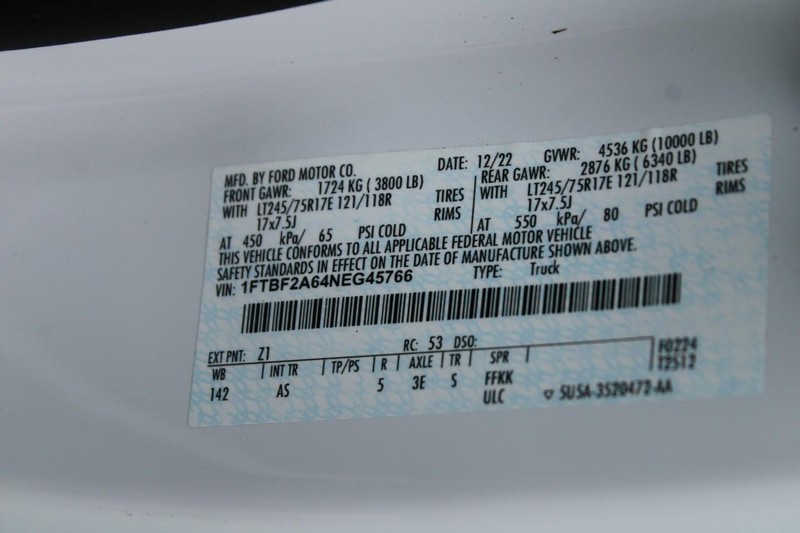 MFD. BY FORD MOTOR CO. DATE: 12/22 GVWR: 4536 KG (10000 LB)
FRONT GAWR: 1724 KG ( 3800 LB) REAR GAWR: 2876 KG ( 6340 LB)
WITH LT245/75R17E 121/118R TIRES WITH LT245/75R17E 121/118R TIRES
17x7.5J RIMS 17x7.5J RIMS
AT 450 kPa/ 65 PSI COLD AT 550 kPa/ 80 PSI COLD
THIS VEHICLE CONFORMS TO ALL APPLICABLE FEDERAL MOTOR VEHICLE
SAFETY STANDARDS IN EFFECT ON THE DATE OF MANUFACTURE SHOWN ABOVE.
VIN: 1FTBF2A64NEG45766 TYPE: Truck
EXT PNT: Z1 RC: 53 DSO: F0224
WB INT TR TP/PS R AXLE TR SPR T2512
142 AS 5 3E S FFKK
ULC SUSA-3520472-AA